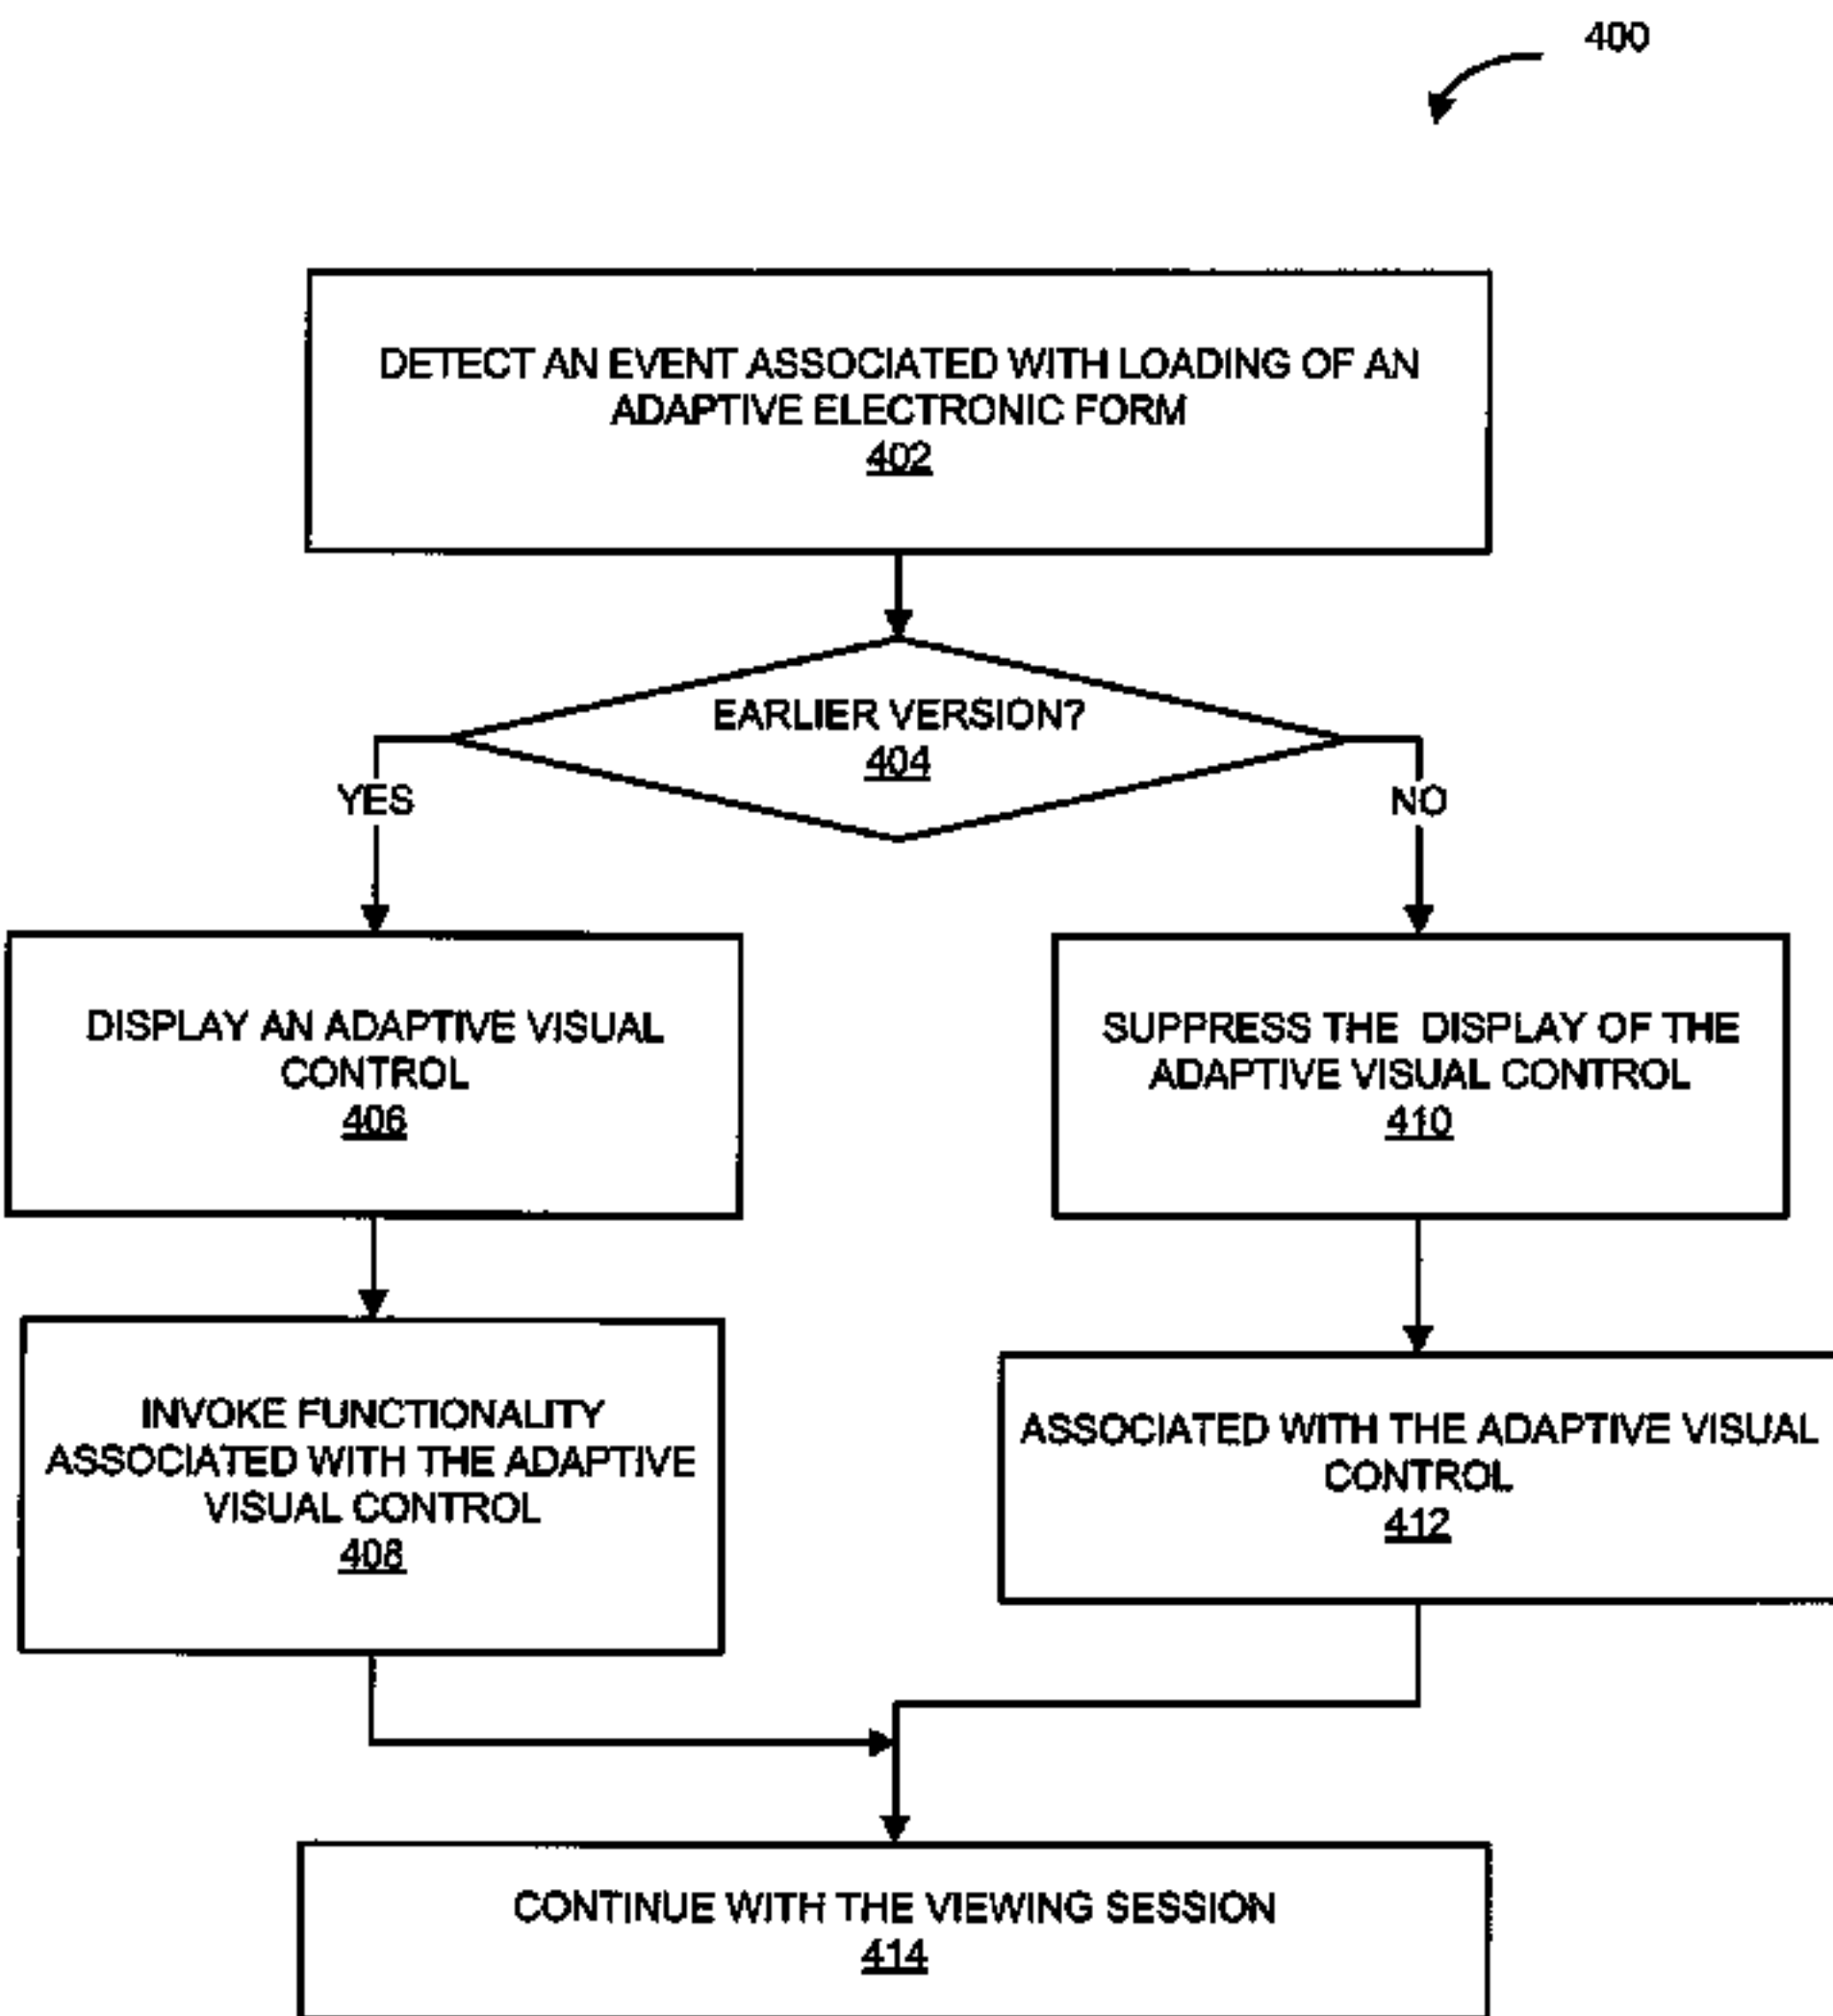 400
DETECT AN EVENT ASSOCIATED WITH LOADING OF AN
ADAPTIVE ELECTRONIC FORM
402
EARLIER VERSION?
404
YES
NO
DISPLAY AN ADAPTIVE VISUAL
CONTROL
406
SUPPRESS THE DISPLAY OF THE
ADAPTIVE VISUAL CONTROL
410
INVOKE FUNCTIONALITY
ASSOCIATED WITH THE ADAPTIVE
VISUAL CONTROL
408
ASSOCIATED WITH THE ADAPTIVE VISUAL
CONTROL
412
CONTINUE WITH THE VIEWING SESSION
414